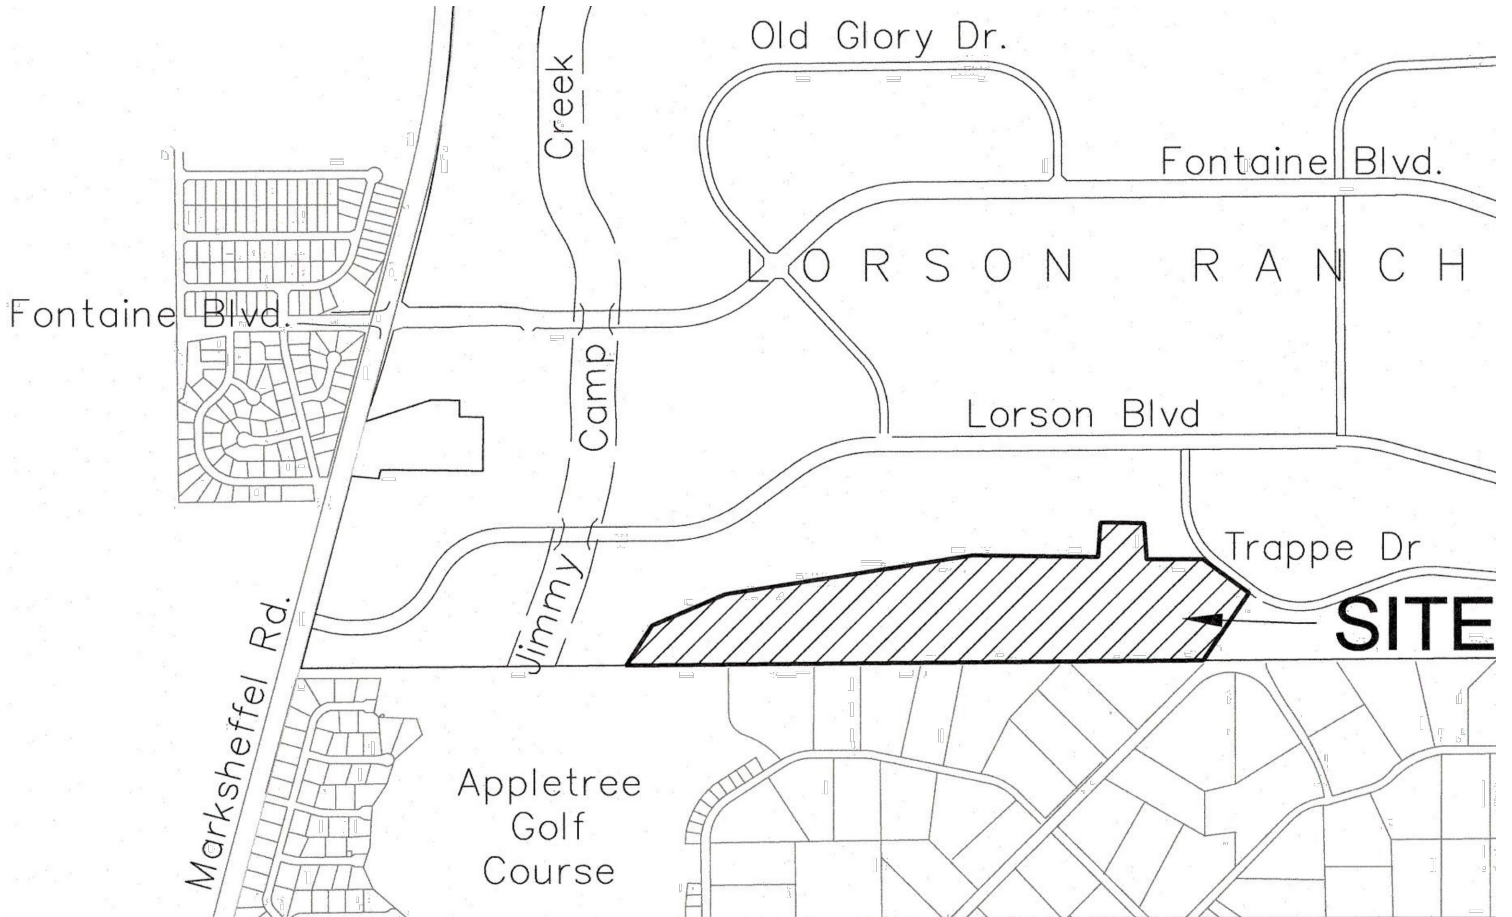 Old Glory Dr.
Creek
Fontaine Blvd.
LORSON RANCH
Fontaine Blvd.
Camp
Lorson Blvd
Trappe Dr
Jimmy
SITE
Marksheffel Rd.
Appletree
Golf
Course